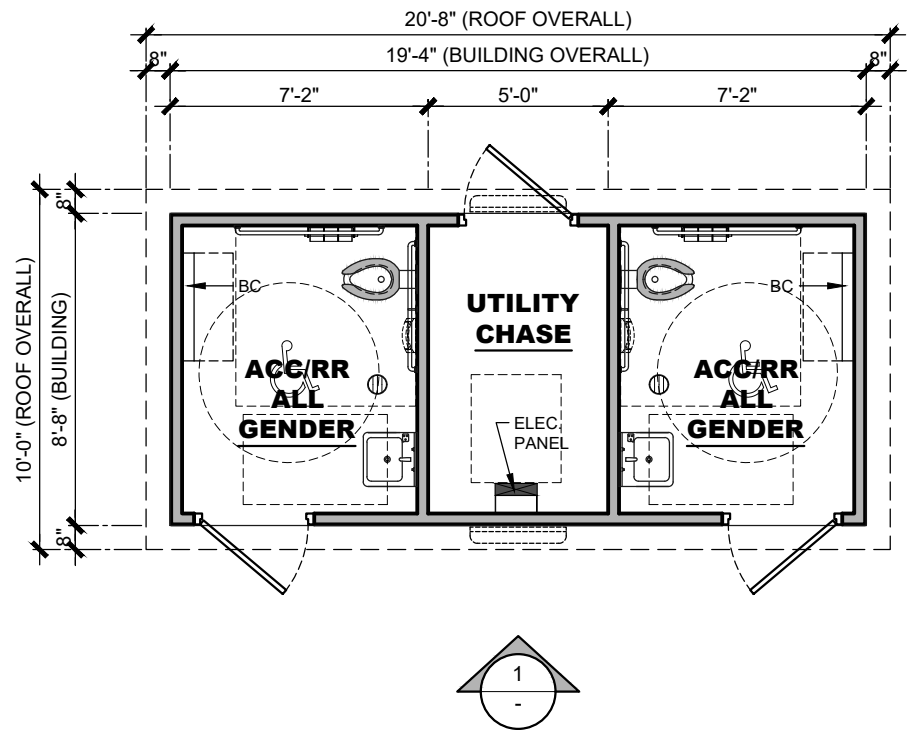 20'-8" (ROOF OVERALL)
8"
19'-4" (BUILDING OVERALL)
8"
7'-2"
5'-0"
7'-2"
10'-0" (ROOF OVERALL)
8'-8" (BUILDING)
8"
8"
BC
UTILITY
CHASE
BC
ACC/RR
ALL
GENDER
ELEC.
PANEL
ACC/RR
ALL
GENDER
1
-